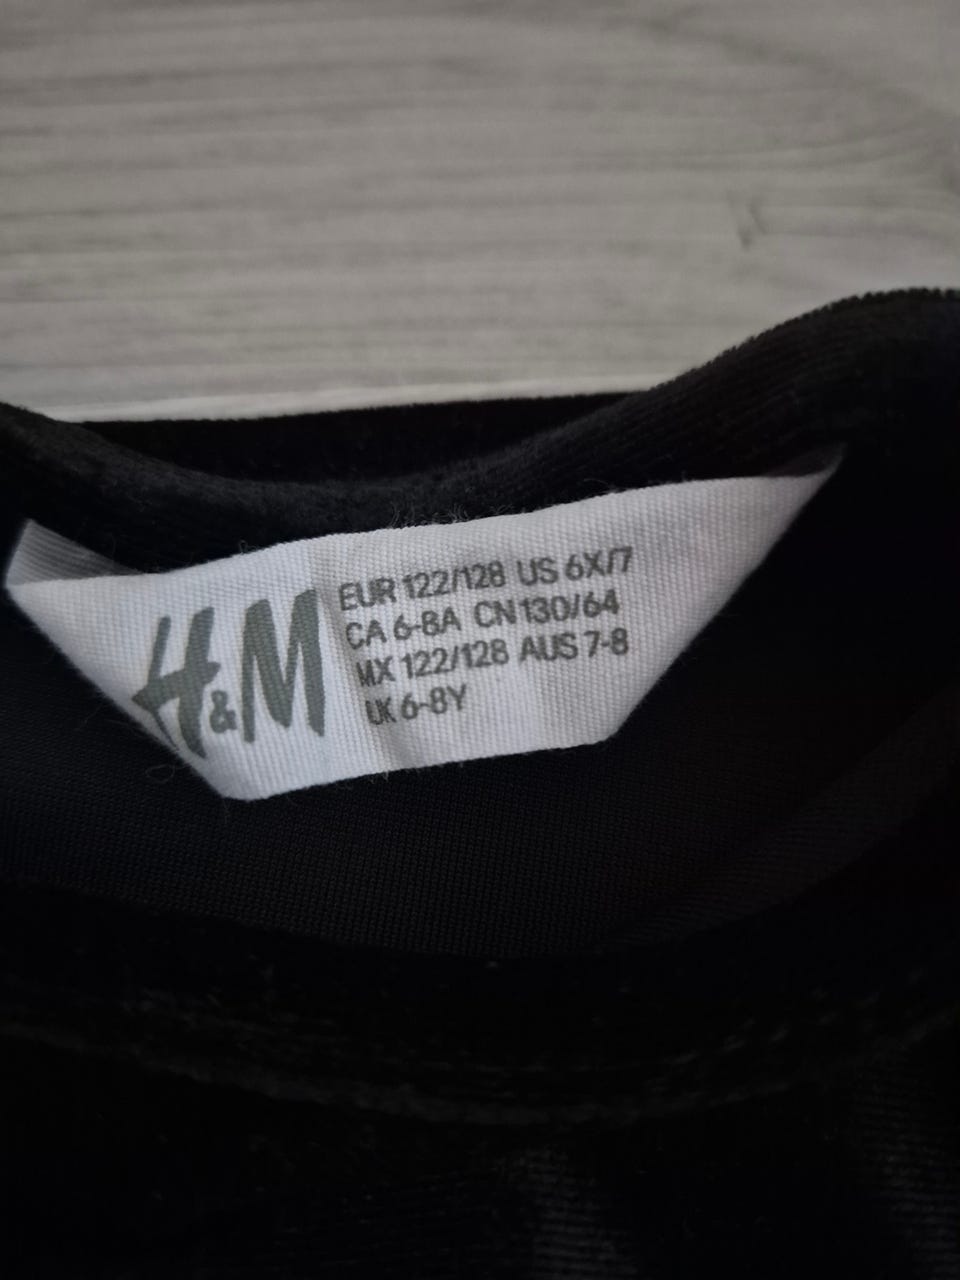 H&M
EUR 122/128 US 6X/7
CA 6-8A CN 130/64
MX 122/128 AUS 7-8
UK 6-8Y